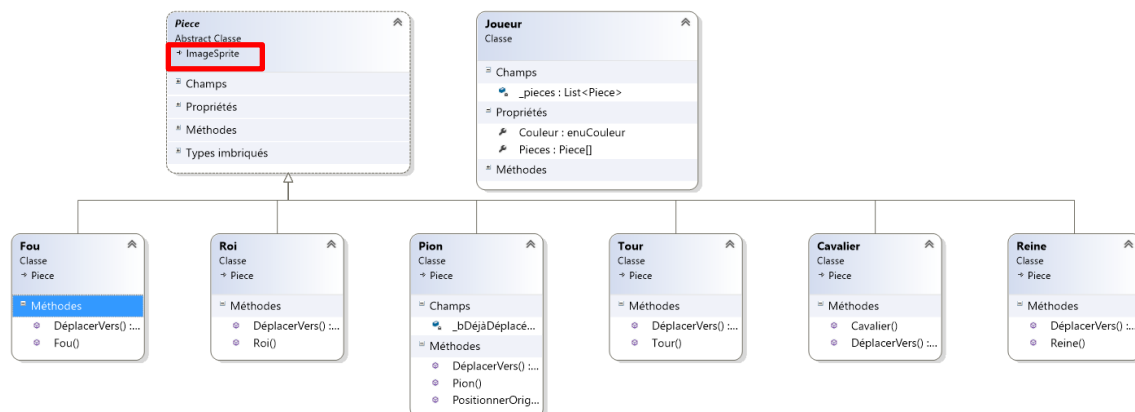 Piece
Abstract Classe
ImageSprite
Champs
Propriétés
Méthodes
Types imbriqués
Joueur
Classe
Champs
_pieces : List<Piece>
Propriétés
Couleur : enuCouleur
Pieces : Piece[]
Méthodes
Fou
Classe
Piece
Méthodes
DéplacerVers() :...
Fou()
Roi
Classe
Piece
Méthodes
DéplacerVers() :...
Roi()
Pion
Classe
Piece
Champs
_bDéjàDéplacé...
Méthodes
DéplacerVers() :...
Pion()
PositionnerOrig...
Tour
Classe
Piece
Méthodes
DéplacerVers() :...
Tour()
Cavalier
Classe
Piece
Méthodes
Cavalier()
DéplacerVers() :...
Reine
Classe
Piece
Méthodes
DéplacerVers() :...
Reine()